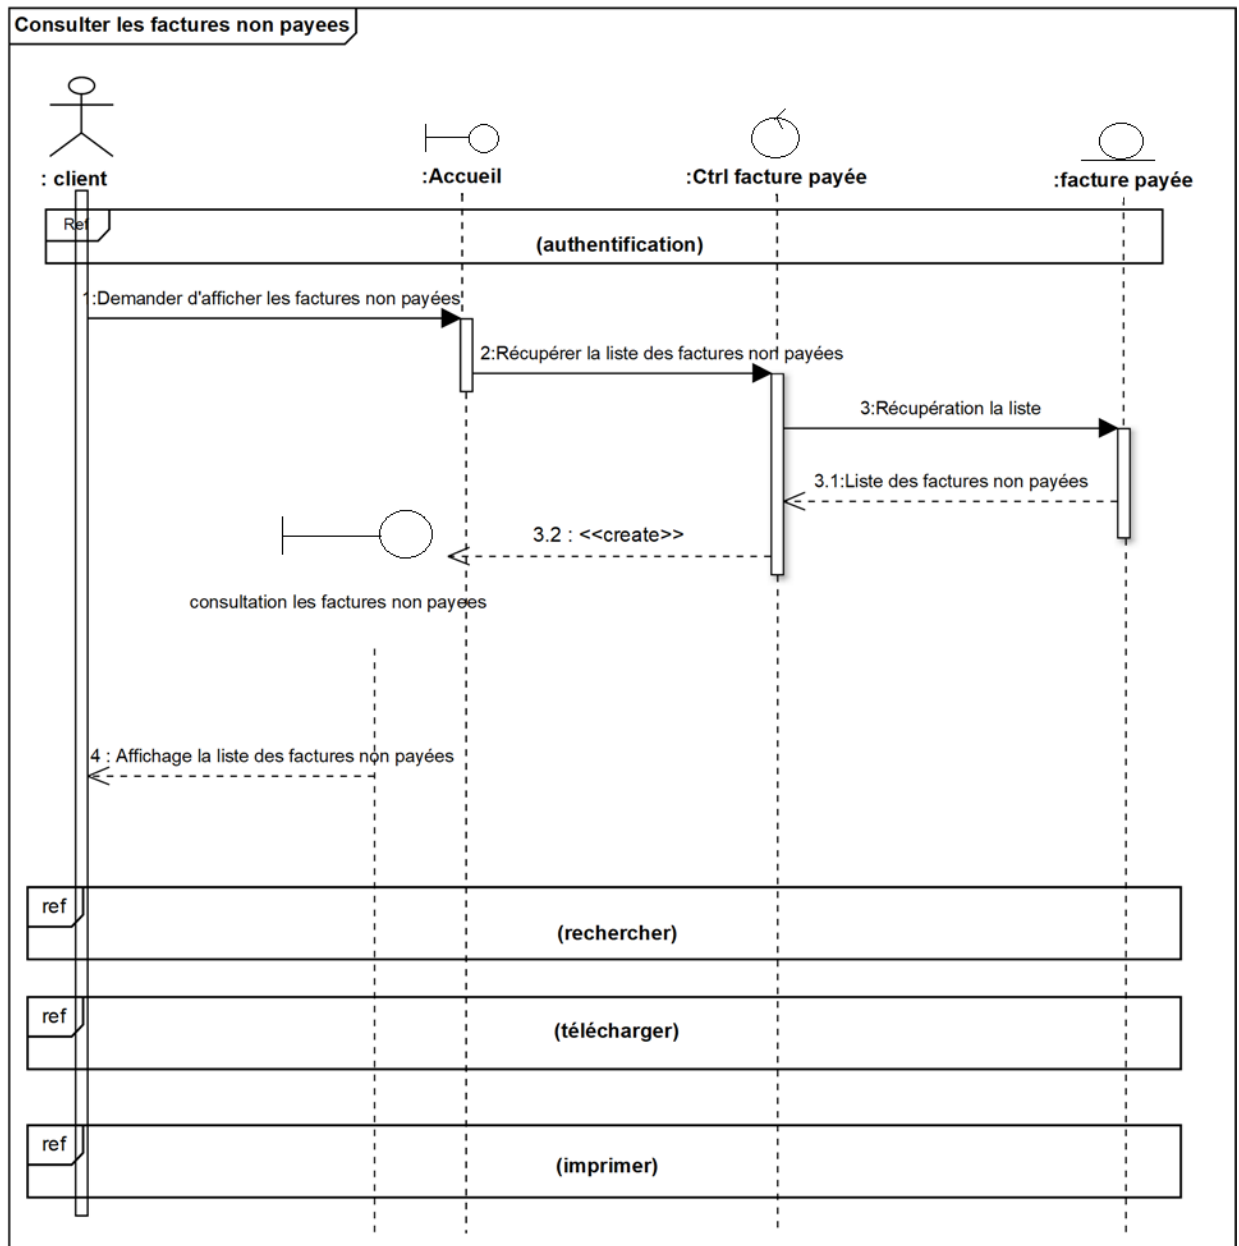 Consulter les factures non payees
: client
:Accueil
:Ctrl facture payée
:facture payée
Ref
(authentification)
1:Demander d'afficher les factures non payées
2:Récupérer la liste des factures non payées
3:Récupération la liste
3.1:Liste des factures non payées
3.2 : <<create>>
consultation les factures non payees
4 : Affichage la liste des factures non payées
ref
(rechercher)
ref
(télécharger)
ref
(imprimer)